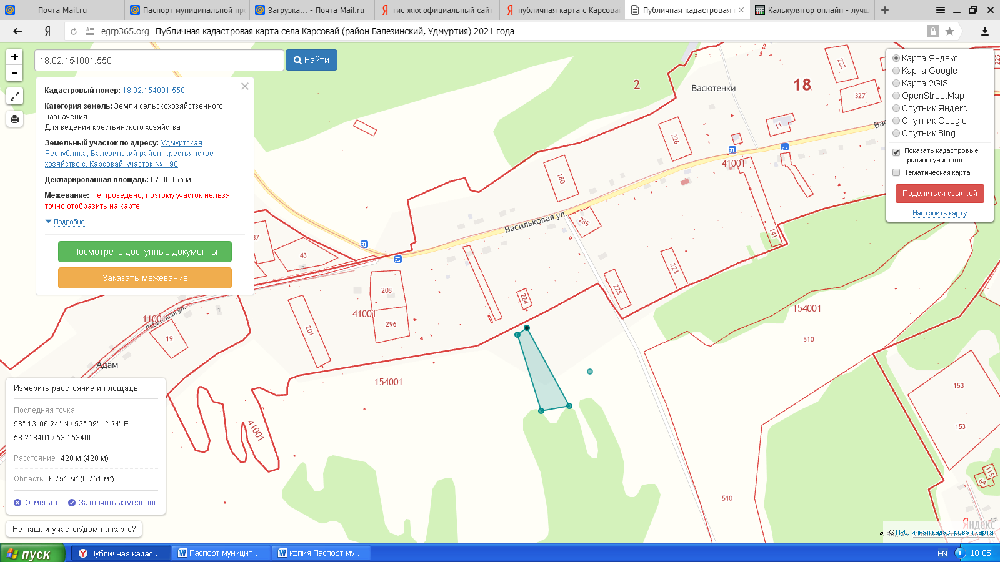 Почта Mail.ru
Паспорт муниципальной пр
Загрузка... - Почта Mail.ru
гис жкх официальный сайт
публичная карта с Карсова
Публичная кадастровая
Калькулятор онлайн - лучш
egrp365.org Публичная кадастровая карта села Карсовай (район Балезинский, Удмуртия) 2021 года
18:02:154001:550
Найти
Кадастровый номер: 18:02:154001:550
Категория земель: Земли сельскохозяйственного
назначения
Для ведения крестьянского хозяйства
Земельный участок по адресу: Удмуртская
Республика, Балезинский район, крестьянское
хозяйство с. Карсовай, участок № 190
Декларированная площадь: 67 000 кв.м.
Межевание: Не проведено, поэтому участок нельзя
точно отобразить на карте.
Подробно
Посмотреть доступные документы
Заказать межевание
Карта Яндекс
Карта Google
Карта 2GIS
OpenStreetMap
Спутник Яндекс
Спутник Google
Спутник Bing
Показать кадастровые
границы участков
Тематическая карта
Поделиться ссылкой
Настроить карту
2
18
Васютенки
222
327
225
11
226
41001
180
Васильковая ул.
285
141
37
43
2
208
41001
296
224
223
228
201
11001
Рябиновая ул.
1
19
Адам
154001
510
154001
41001
153
153
510
115
64
17
Измерить расстояние и площадь
Последняя точка
58° 13' 06.24" N / 53° 09' 12.24" E
58.218401 / 53.153400
Расстояние 420 м (420 м)
Область 6 751 м² (6 751 м²)
Отменить
Закончить измерение
Не нашли участок/дом на карте?
Яндекс
© Публичная кадастровая карта
© Яндекс Условия использования
пуск
Публичная кадас...
Паспорт муницип...
копия Паспорт му...
EN
10:05